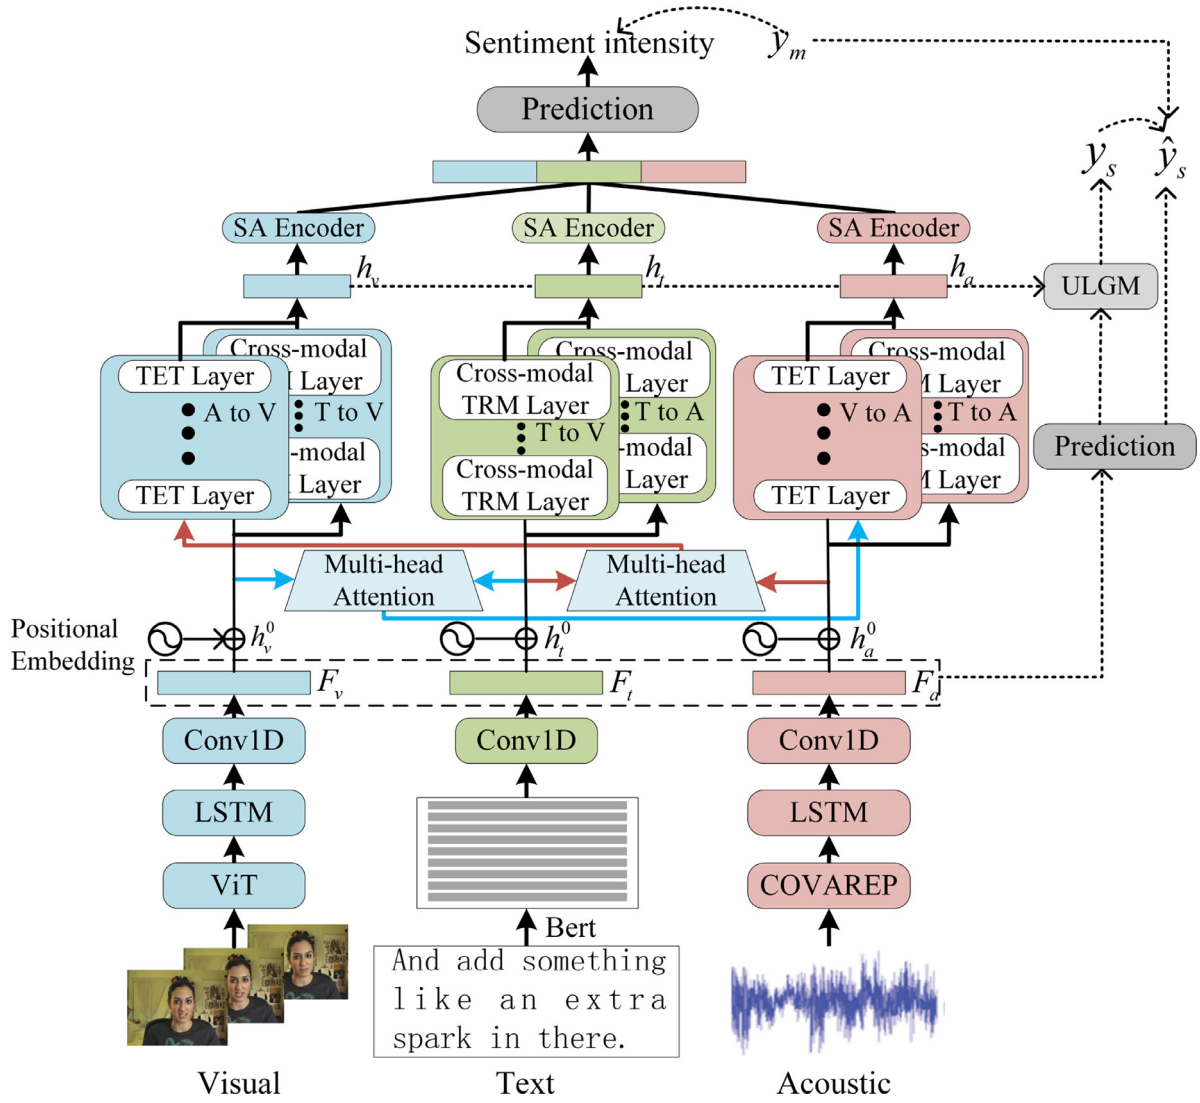 Sentiment intensity
y_m
Prediction
y_s
ŷ_s
SA Encoder
SA Encoder
SA Encoder
h_v
h_t
h_a
ULGM
Cross-modal
M Layer
T to V
-modal
Layer
TET Layer
A to V
TET Layer
Cross-modal
Layer
T to A
-modal
Layer
Cross-modal
TRM Layer
T to V
Cross-modal
TRM Layer
Cross-modal
M Layer
T to A
-modal
M Layer
TET Layer
V to A
TET Layer
Prediction
Multi-head
Attention
Multi-head
Attention
Positional
Embedding
h_v^0
h_t^0
h_a^0
F_v
F_t
F_a
Conv1D
Conv1D
Conv1D
LSTM
LSTM
ViT
COVAREP
Bert
And add something
like an extra
spark in there.
Visual
Text
Acoustic